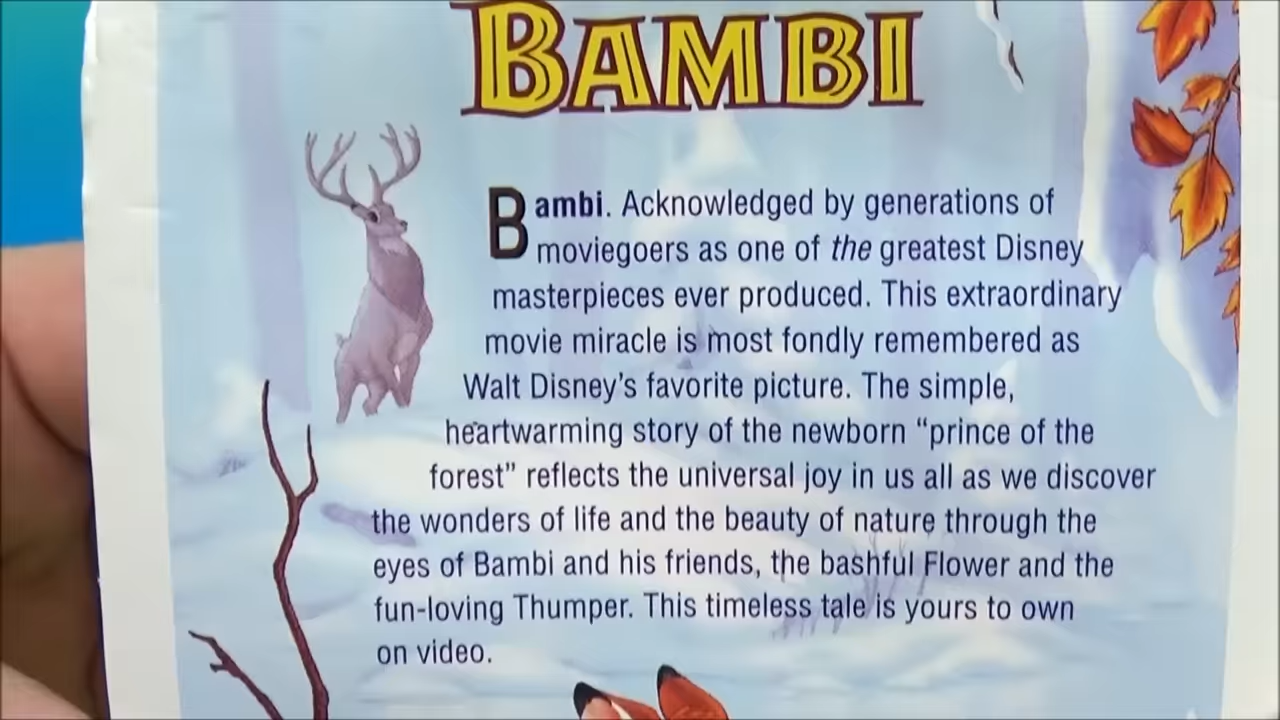 BAMBI
Bambi. Acknowledged by generations of
moviegoers as one of the greatest Disney
masterpieces ever produced. This extraordinary
movie miracle is most fondly remembered as
Walt Disney’s favorite picture. The simple,
heartwarming story of the newborn “prince of the
forest” reflects the universal joy in us all as we discover
the wonders of life and the beauty of nature through the
eyes of Bambi and his friends, the bashful Flower and the
fun-loving Thumper. This timeless tale is yours to own
on video.